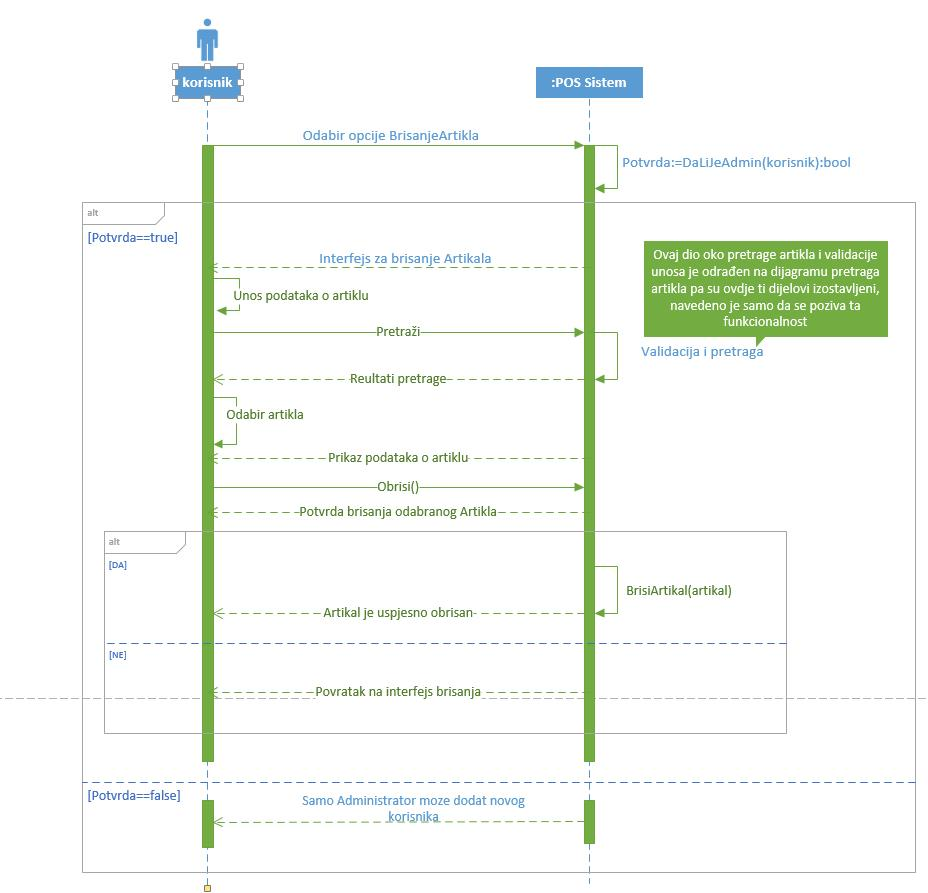 korisnik
:POS Sistem
Odabir opcije BrisanjeArtikla
Potvrda:=DaLiJeAdmin(korisnik):bool
alt
[Potvrda==true]
Ovaj dio oko pretrage artikla i validacije
unosa je odrađen na dijagramu pretraga
artikla pa su ovdje ti dijelovi izostavljeni,
navedeno je samo da se poziva ta
funkcionalnost
Interfejs za brisanje Artikala
Unos podataka o artiklu
Pretraži
Validacija i pretraga
Reultati pretrage
Odabir artikla
Prikaz podataka o artiklu
Obrisi()
Potvrda brisanja odabranog Artikla
alt
[DA]
BrisiArtikal(artikal)
Artikal je uspjesno obrisan
[NE]
Povratak na interfejs brisanja
[Potvrda==false]
Samo Administrator moze dodat novog
korisnika